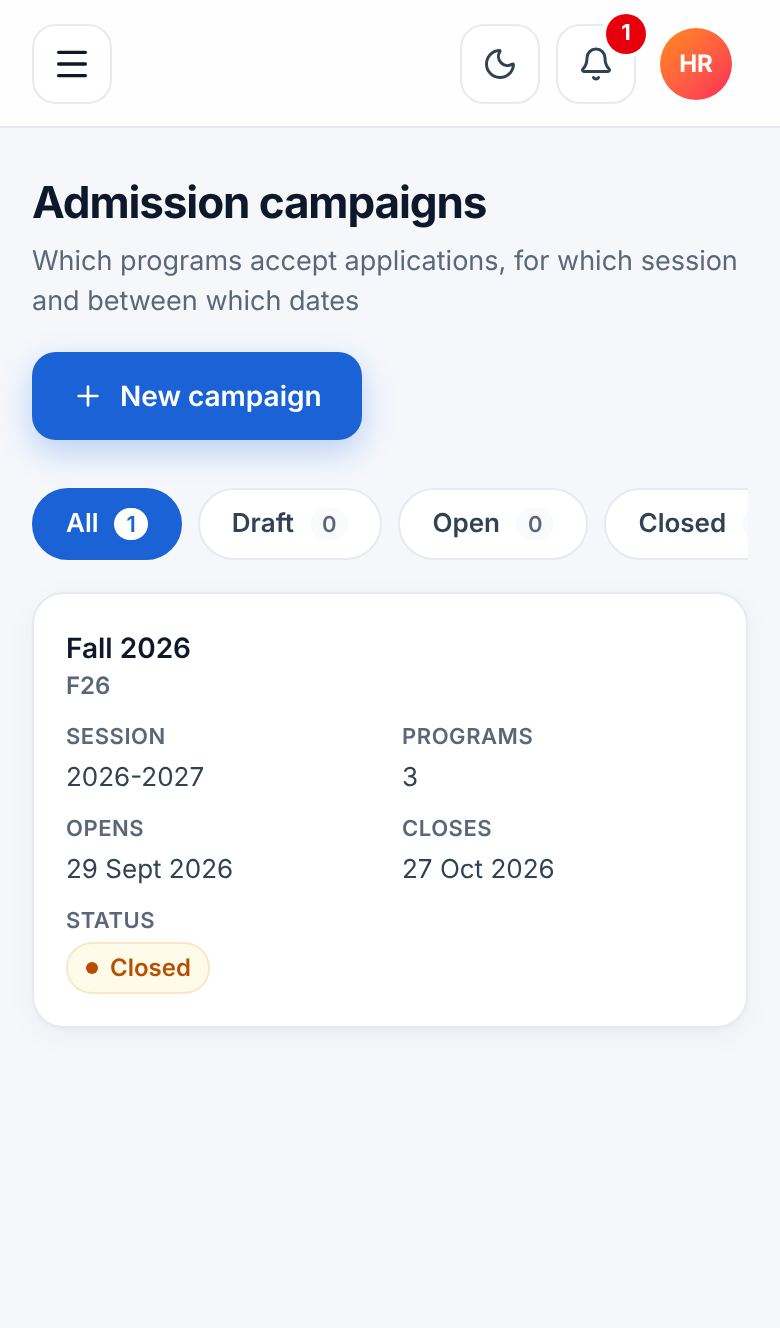 1
HR
Admission campaigns
Which programs accept applications, for which session
and between which dates
+ New campaign
All 1 Draft 0 Open 0 Closed
Fall 2026
F26
SESSION PROGRAMS
2026-2027 3
OPENS CLOSES
29 Sept 2026 27 Oct 2026
STATUS
Closed